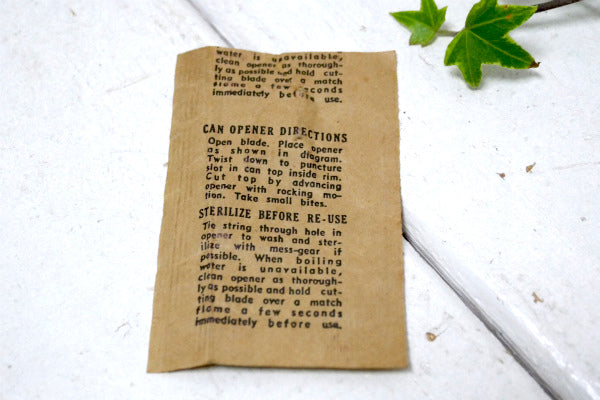 water is unavailable,
clean opener as thorough-
ly as possible and hold cut-
ting blade over a match
flame a few seconds
immediately before use.
CAN OPENER DIRECTIONS
Open blade. Place opener
as shown in diagram.
Twist down to puncture
slot in can top inside rim.
Cut top by advancing
opener with rocking mo-
tion. Take small bites.
STERILIZE BEFORE RE-USE
Tie string through hole in
opener to wash and ster-
ilize with mess-gear if
possible. When boiling
water is unavailable,
clean opener as thorough-
ly as possible and hold cut-
ting blade over a match
flame a few seconds
immediately before use.